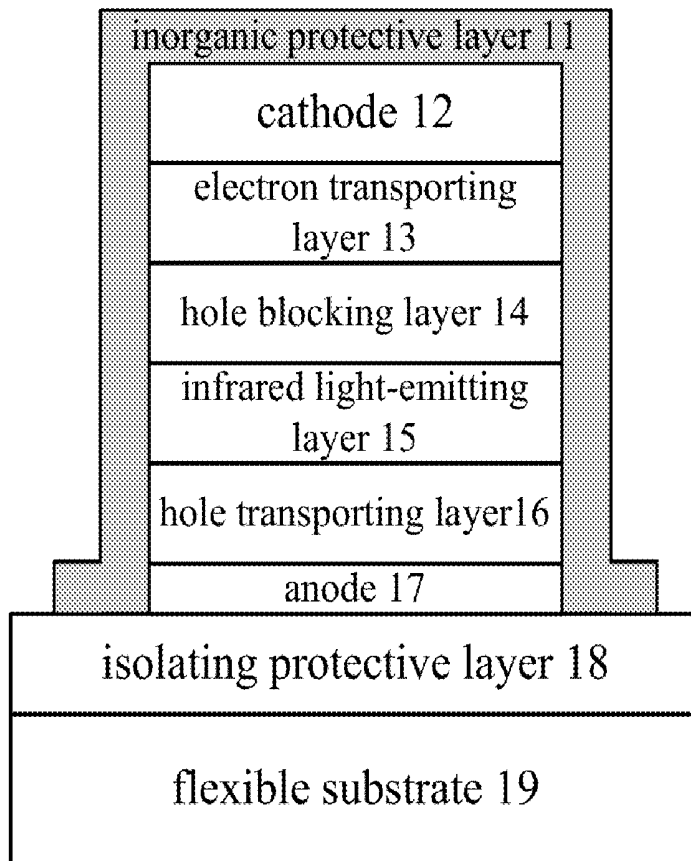 inorganic protective layer 11
cathode 12
electron transporting
layer 13
hole blocking layer 14
infrared light-emitting
layer 15
hole transporting layer16
anode 17
isolating protective layer 18
flexible substrate 19